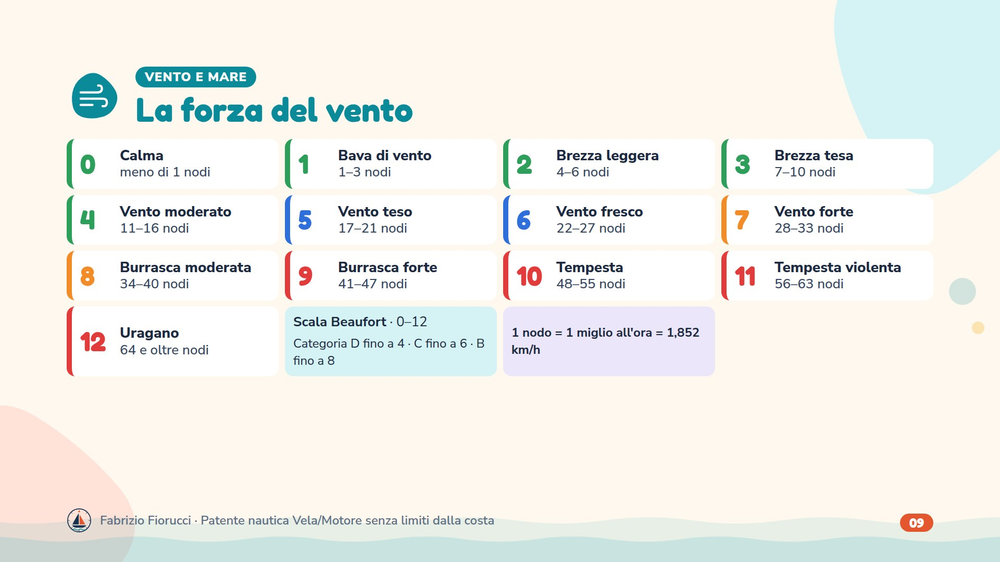 VENTO E MARE
La forza del vento
0
Calma
meno di 1 nodi
1
Bava di vento
1–3 nodi
2
Brezza leggera
4–6 nodi
3
Brezza tesa
7–10 nodi
4
Vento moderato
11–16 nodi
5
Vento teso
17–21 nodi
6
Vento fresco
22–27 nodi
7
Vento forte
28–33 nodi
8
Burrasca moderata
34–40 nodi
9
Burrasca forte
41–47 nodi
10
Tempesta
48–55 nodi
11
Tempesta violenta
56–63 nodi
12
Uragano
64 e oltre nodi
Scala Beaufort · 0–12
Categoria D fino a 4 · C fino a 6 · B
fino a 8
1 nodo = 1 miglio all'ora = 1,852
km/h
Fabrizio Fiorucci · Patente nautica Vela/Motore senza limiti dalla costa
09